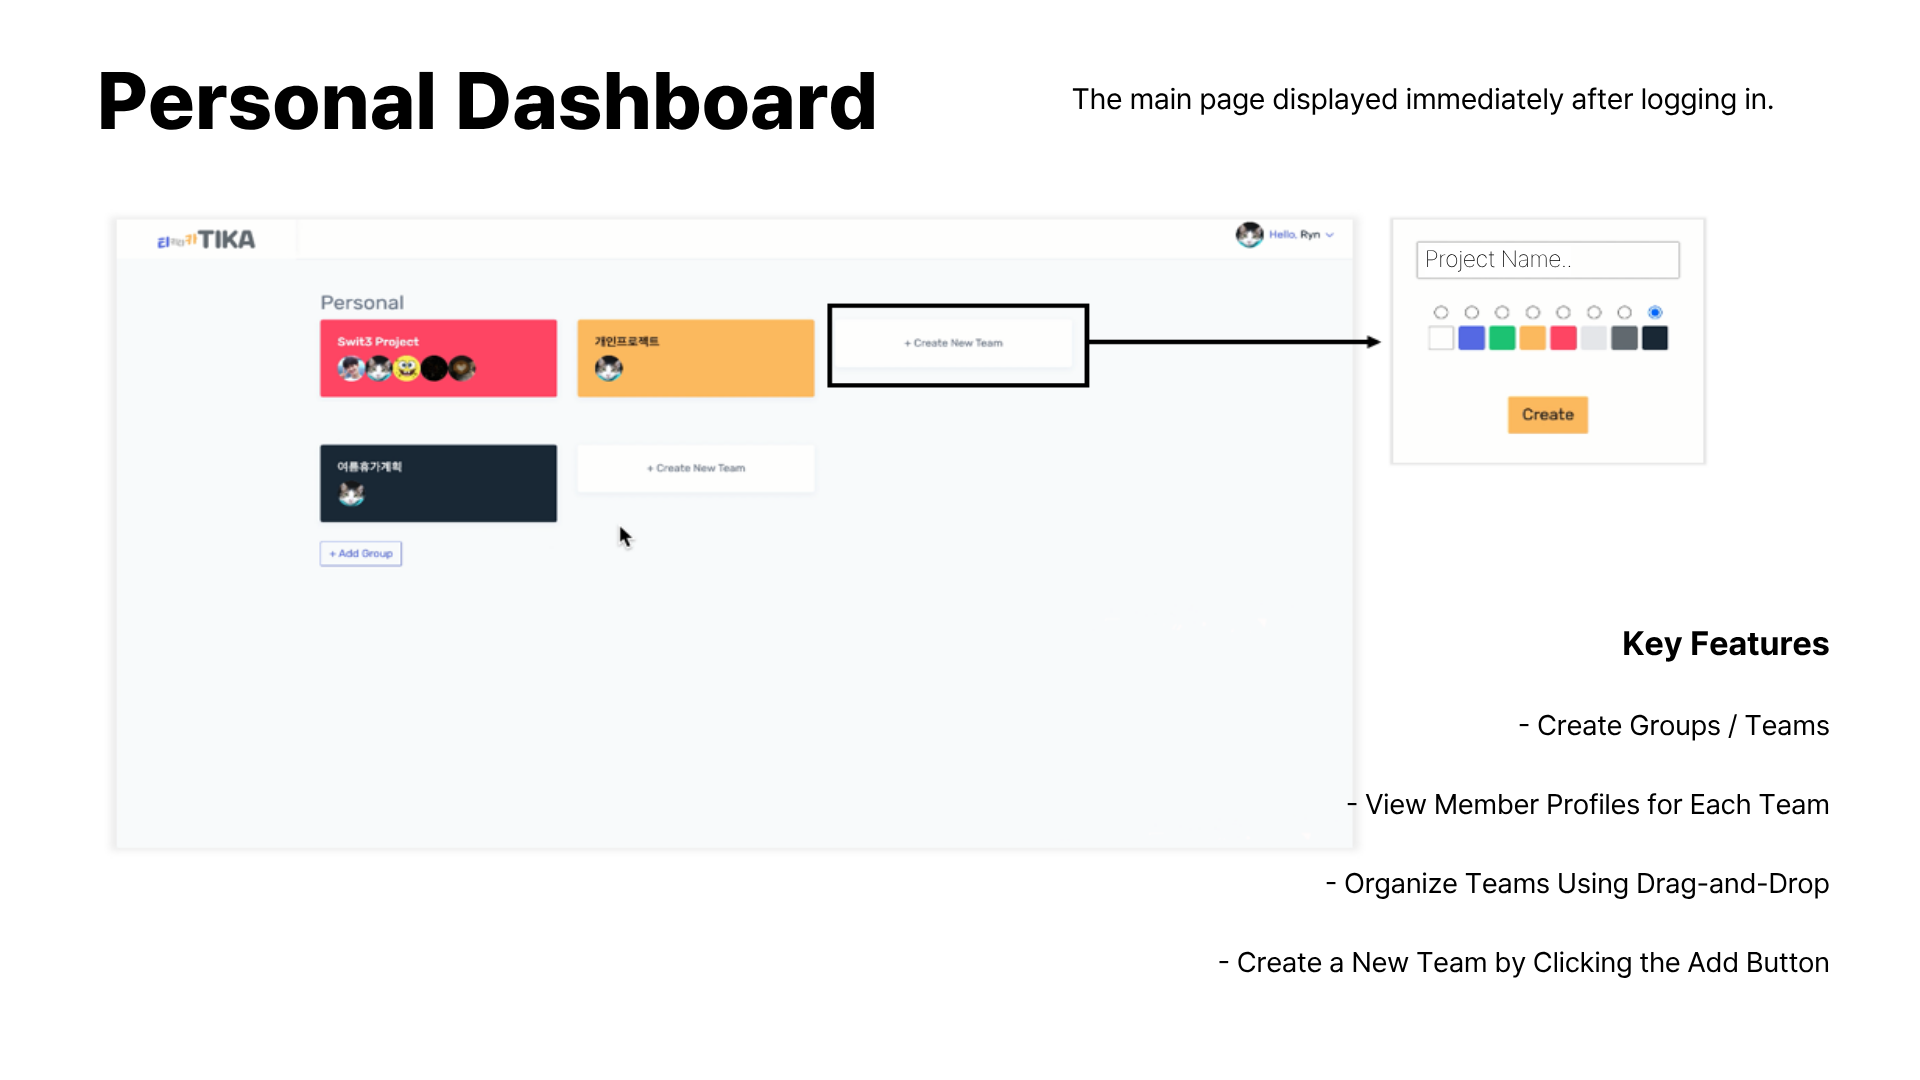 Personal Dashboard
The main page displayed immediately after logging in.
TIKA
Hello, Ryn
Personal
Swit3 Project
개인프로젝트
+ Create New Team
여름휴가계획
+ Create New Team
+ Add Group
Project Name..
Create
Key Features
- Create Groups / Teams
- View Member Profiles for Each Team
- Organize Teams Using Drag-and-Drop
- Create a New Team by Clicking the Add Button